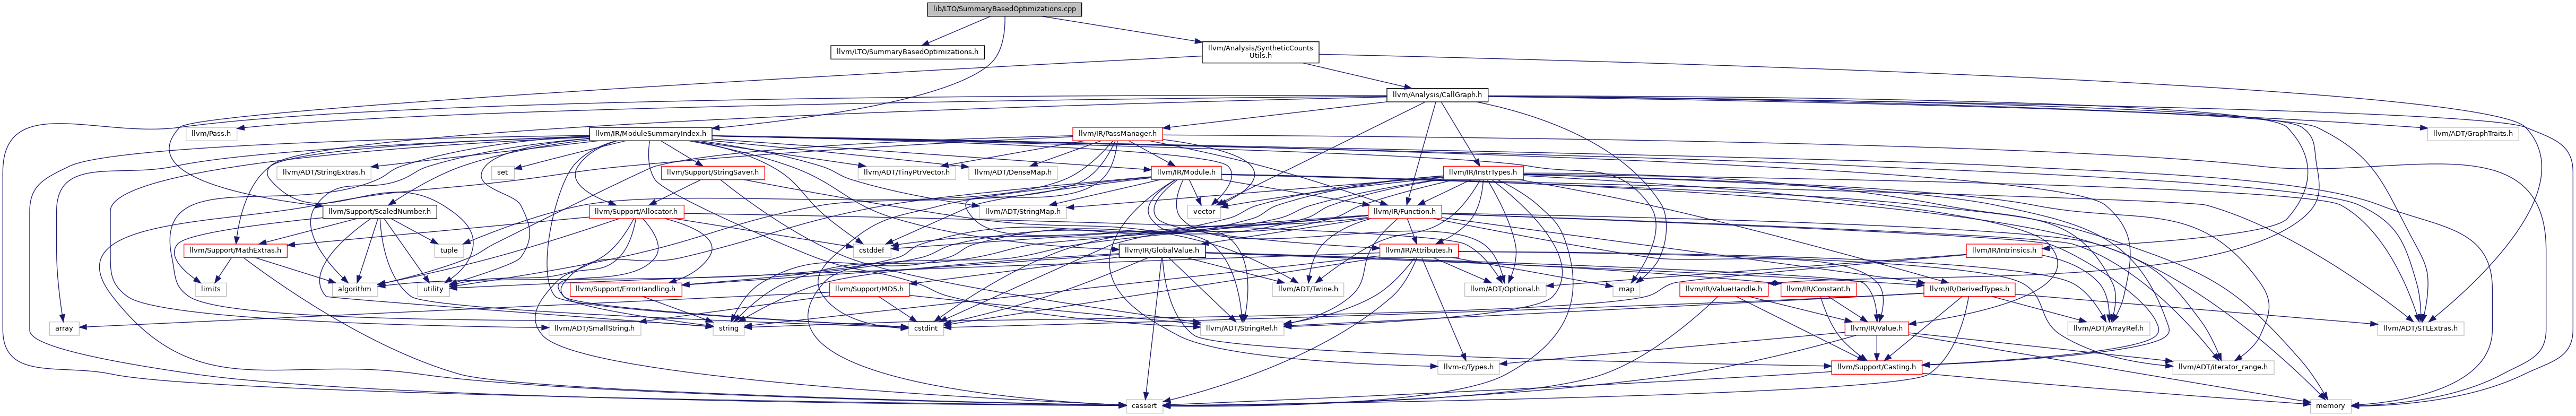 lib/LTO/SummaryBasedOptimizations.cpp
llvm/LTO/SummaryBasedOptimizations.h
llvm/Analysis/SyntheticCounts
Utils.h
llvm/Analysis/CallGraph.h
llvm/Pass.h
llvm/IR/ModuleSummaryIndex.h
llvm/IR/PassManager.h
llvm/ADT/GraphTraits.h
llvm/ADT/StringExtras.h
set
llvm/Support/StringSaver.h
llvm/ADT/TinyPtrVector.h
llvm/ADT/DenseMap.h
llvm/IR/Module.h
llvm/IR/InstrTypes.h
llvm/Support/ScaledNumber.h
llvm/Support/Allocator.h
llvm/ADT/StringMap.h
vector
llvm/IR/Function.h
llvm/Support/MathExtras.h
tuple
cstddef
llvm/IR/GlobalValue.h
llvm/IR/Attributes.h
llvm/IR/Intrinsics.h
limits
algorithm
utility
llvm/Support/ErrorHandling.h
llvm/Support/MD5.h
llvm/ADT/Twine.h
llvm/ADT/Optional.h
map
llvm/IR/ValueHandle.h
llvm/IR/Constant.h
llvm/IR/DerivedTypes.h
array
llvm/ADT/SmallString.h
string
cstdint
llvm/ADT/StringRef.h
llvm/IR/Value.h
llvm/ADT/ArrayRef.h
llvm/ADT/STLExtras.h
llvm-c/Types.h
llvm/Support/Casting.h
llvm/ADT/iterator_range.h
cassert
memory